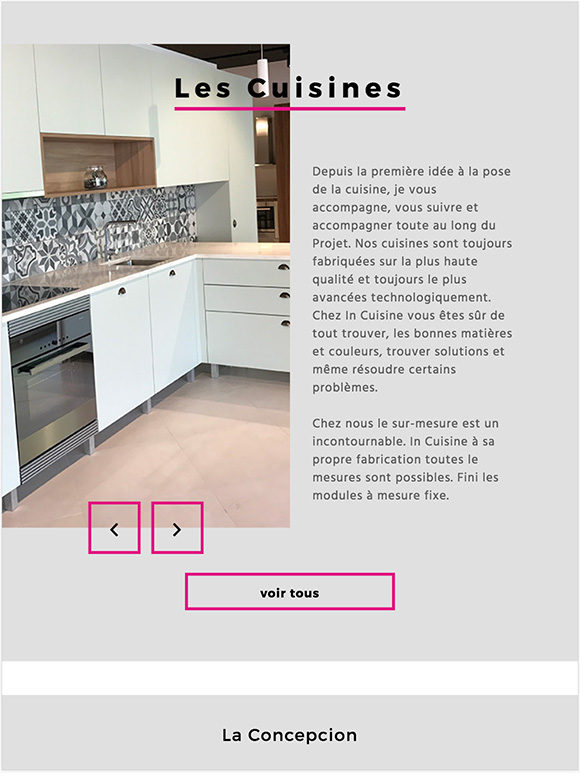 Les Cuisines
Depuis la première idée à la pose
de la cuisine, je vous
accompagne, vous suivre et
accompagner toute au long du
Projet. Nos cuisines sont toujours
fabriquées sur la plus haute
qualité et toujours le plus
avancées technologiquement.
Chez In Cuisine vous êtes sûr de
tout trouver, les bonnes matières
et couleurs, trouver solutions et
même résoudre certains
problèmes.
Chez nous le sur-mesure est un
incontournable. In Cuisine à sa
propre fabrication toutes le
mesures sont possibles. Fini les
modules à mesure fixe.
voir tous
La Concepcion